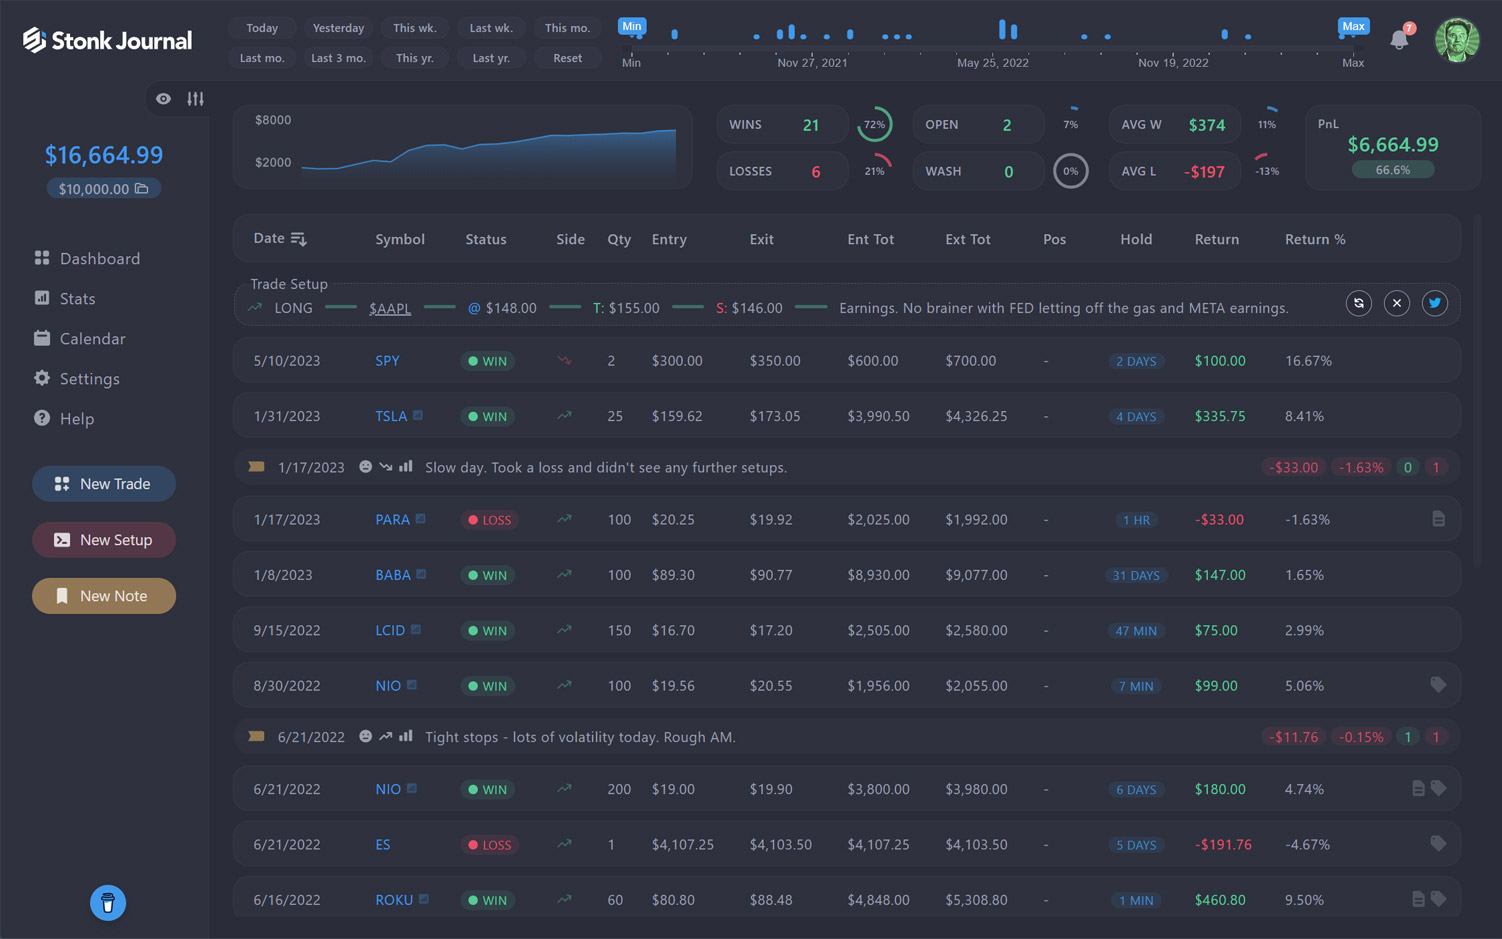 Stonk Journal
Today Yesterday This wk. Last wk. This mo.
Last mo. Last 3 mo. This yr. Last yr. Reset
Min Max
Min Nov 27, 2021 May 25, 2022 Nov 19, 2022 Max
7
$16,664.99
$10,000.00
Dashboard
Stats
Calendar
Settings
Help
New Trade
New Setup
New Note
$8000
$2000
WINS 21 72% OPEN 2 7% AVG W $374 11%
LOSSES 6 21% WASH 0 0% AVG L -$197 -13%
PnL
$6,664.99
66.6%
Date Symbol Status Side Qty Entry Exit Ent Tot Ext Tot Pos Hold Return Return %
Trade Setup
LONG $AAPL @ $148.00 T: $155.00 S: $146.00 Earnings. No brainer with FED letting off the gas and META earnings.
5/10/2023 SPY WIN 2 $300.00 $350.00 $600.00 $700.00 - 2 DAYS $100.00 16.67%
1/31/2023 TSLA WIN 25 $159.62 $173.05 $3,990.50 $4,326.25 - 4 DAYS $335.75 8.41%
1/17/2023 Slow day. Took a loss and didn't see any further setups. -$33.00 -1.63% 0 1
1/17/2023 PARA LOSS 100 $20.25 $19.92 $2,025.00 $1,992.00 - 1 HR -$33.00 -1.63%
1/8/2023 BABA WIN 100 $89.30 $90.77 $8,930.00 $9,077.00 - 31 DAYS $147.00 1.65%
9/15/2022 LCID WIN 150 $16.70 $17.20 $2,505.00 $2,580.00 - 47 MIN $75.00 2.99%
8/30/2022 NIO WIN 100 $19.56 $20.55 $1,956.00 $2,055.00 - 7 MIN $99.00 5.06%
6/21/2022 Tight stops - lots of volatility today. Rough AM. -$11.76 -0.15% 1 1
6/21/2022 NIO WIN 200 $19.00 $19.90 $3,800.00 $3,980.00 - 6 DAYS $180.00 4.74%
6/21/2022 ES LOSS 1 $4,107.25 $4,103.50 $4,107.25 $4,103.50 - 5 DAYS -$191.76 -4.67%
6/16/2022 ROKU WIN 60 $80.80 $88.48 $4,848.00 $5,308.80 - 1 MIN $460.80 9.50%